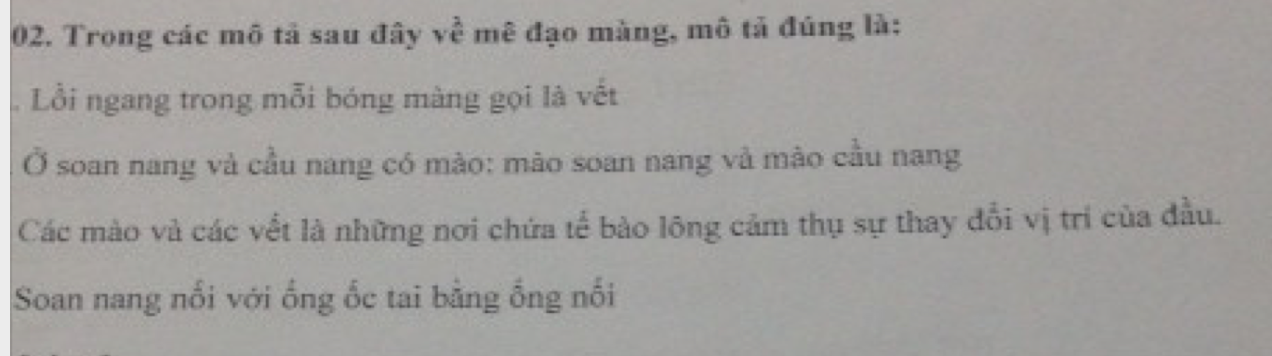 02. Trong các mô tả sau đây về mê đạo màng, mô tả đúng là:
. Lồi ngang trong mỗi bóng màng gọi là vết
Ở soan nang và cầu nang có mào: mào soan nang và mào cầu nang
Các mào và các vết là những nơi chứa tế bào lông cảm thụ sự thay đổi vị trí của đầu.
Soan nang nối với ống ốc tai bằng ống nối